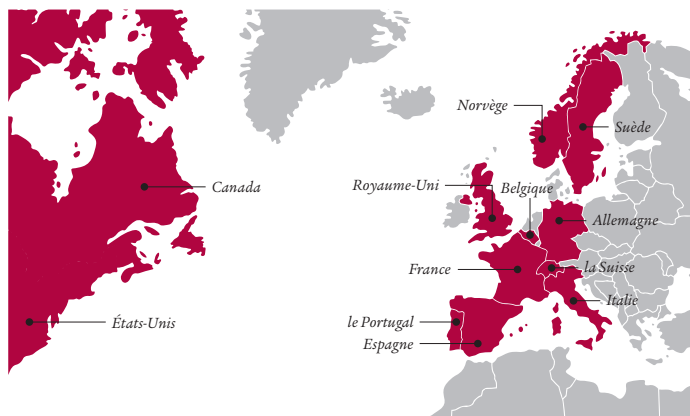 Norvège
Suède
Canada
Royaume-Uni
Belgique
Allemagne
France
la Suisse
Italie
États-Unis
le Portugal
Espagne